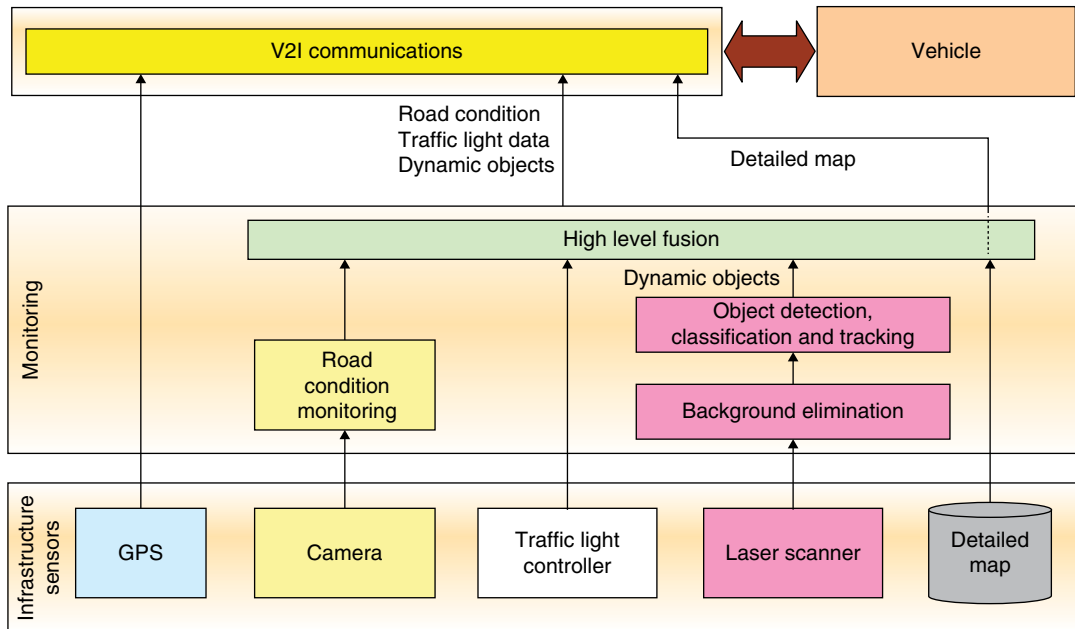 V2I communications
Vehicle
Road condition
Traffic light data
Dynamic objects
Detailed map
Monitoring
High level fusion
Dynamic objects
Object detection,
classification and tracking
Road
condition
monitoring
Background elimination
Infrastructure
sensors
GPS
Camera
Traffic light
controller
Laser scanner
Detailed
map